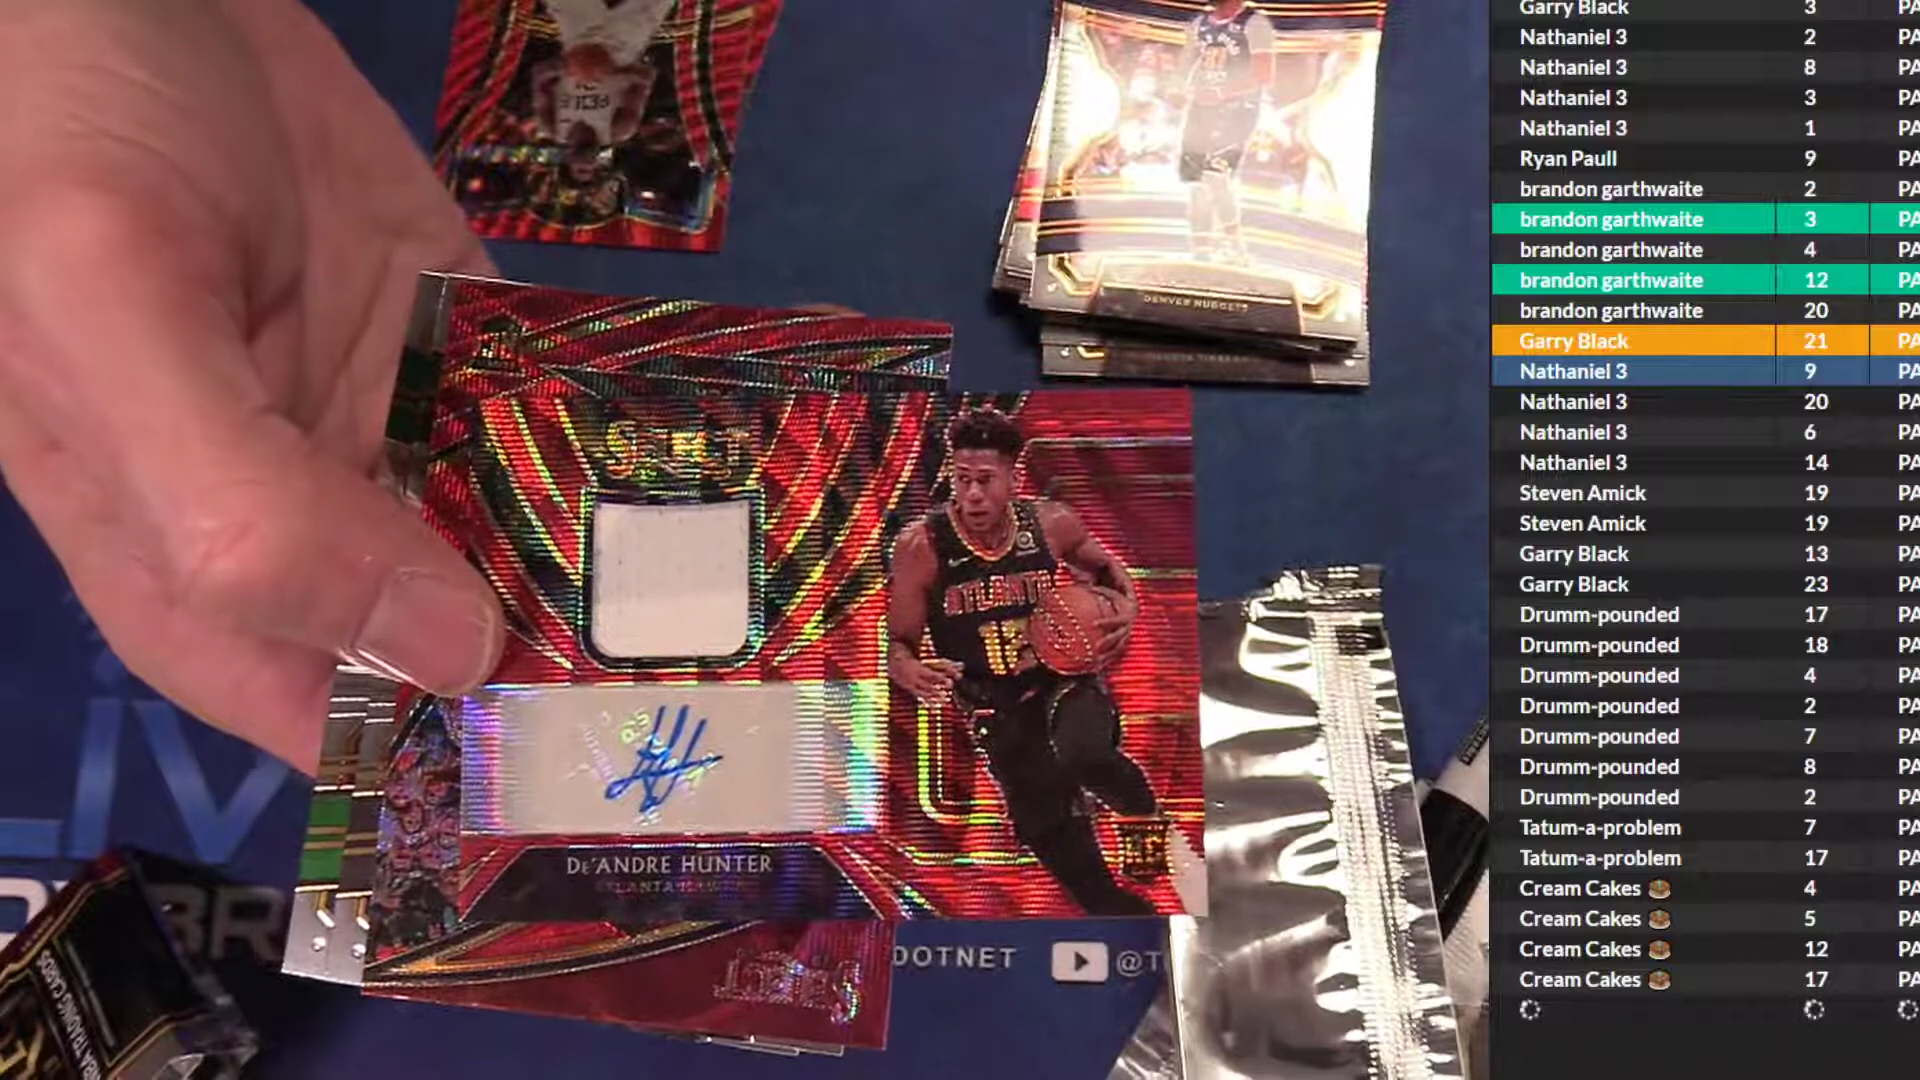 Garry Black 3 PA
Nathaniel 3 2 PA
Nathaniel 3 8 PA
Nathaniel 3 3 PA
Nathaniel 3 1 PA
Ryan Paull 9 PA
brandon garthwaite 2 PA
brandon garthwaite 3 PA
brandon garthwaite 4 PA
brandon garthwaite 12 PA
brandon garthwaite 20 PA
Garry Black 21 PA
Nathaniel 3 9 PA
Nathaniel 3 20 PA
Nathaniel 3 6 PA
Nathaniel 3 14 PA
Steven Amick 19 PA
Steven Amick 19 PA
Garry Black 13 PA
Garry Black 23 PA
Drumm-pounded 17 PA
Drumm-pounded 18 PA
Drumm-pounded 4 PA
Drumm-pounded 2 PA
Drumm-pounded 7 PA
Drumm-pounded 8 PA
Drumm-pounded 2 PA
Tatum-a-problem 7 PA
Tatum-a-problem 17 PA
Cream Cakes 4 PA
Cream Cakes 5 PA
Cream Cakes 12 PA
Cream Cakes 17 PA
DENVER NUGGETS
SELECT
ATLANTA
12
DE'ANDRE HUNTER
ATLANTA HAWKS
SELECT
DOTNET
@T
NBA TRADING CARDS